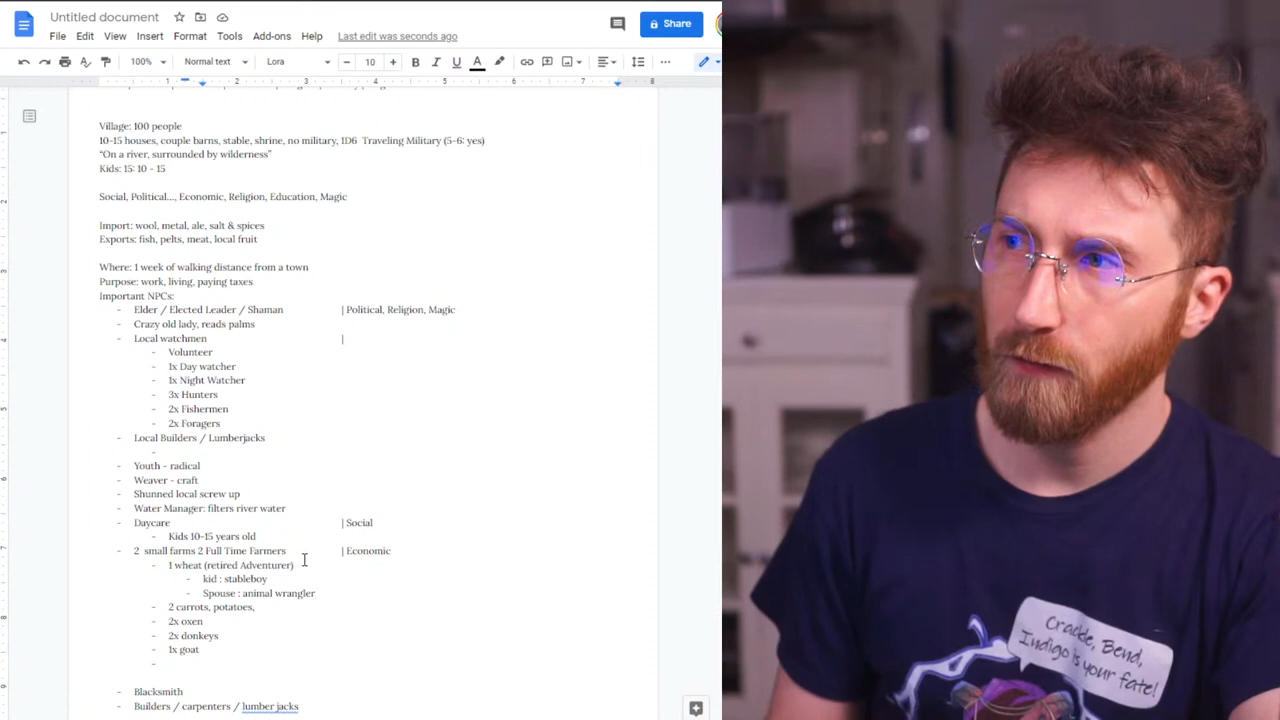 Untitled document
File Edit View Insert Format Tools Add-ons Help Last edit was seconds ago
Share
100% Normal text Lora 10 B I U A
1 2 3 4 5 6 7 8
Village: 100 people
10-15 houses, couple barns, stable, shrine, no military, 1D6 Traveling Military (5-6: yes)
“On a river, surrounded by wilderness”
Kids: 15: 10 - 15
Social, Political..., Economic, Religion, Education, Magic
Import: wool, metal, ale, salt & spices
Exports: fish, pelts, meat, local fruit
Where: 1 week of walking distance from a town
Purpose: work, living, paying taxes
Important NPCs:
- Elder / Elected Leader / Shaman | Political, Religion, Magic
- Crazy old lady, reads palms
- Local watchmen |
- Volunteer
- 1x Day watcher
- 1x Night Watcher
- 3x Hunters
- 2x Fishermen
- 2x Foragers
- Local Builders / Lumberjacks
-
- Youth - radical
- Weaver - craft
- Shunned local screw up
- Water Manager: filters river water
- Daycare | Social
- Kids 10-15 years old
- 2 small farms 2 Full Time Farmers | Economic
- 1 wheat (retired Adventurer)
- kid : stableboy
- Spouse : animal wrangler
- 2 carrots, potatoes,
- 2x oxen
- 2x donkeys
- 1x goat
-
- Blacksmith
- Builders / carpenters / lumber jacks
Crackle, Bend,
Indigo is your fate!